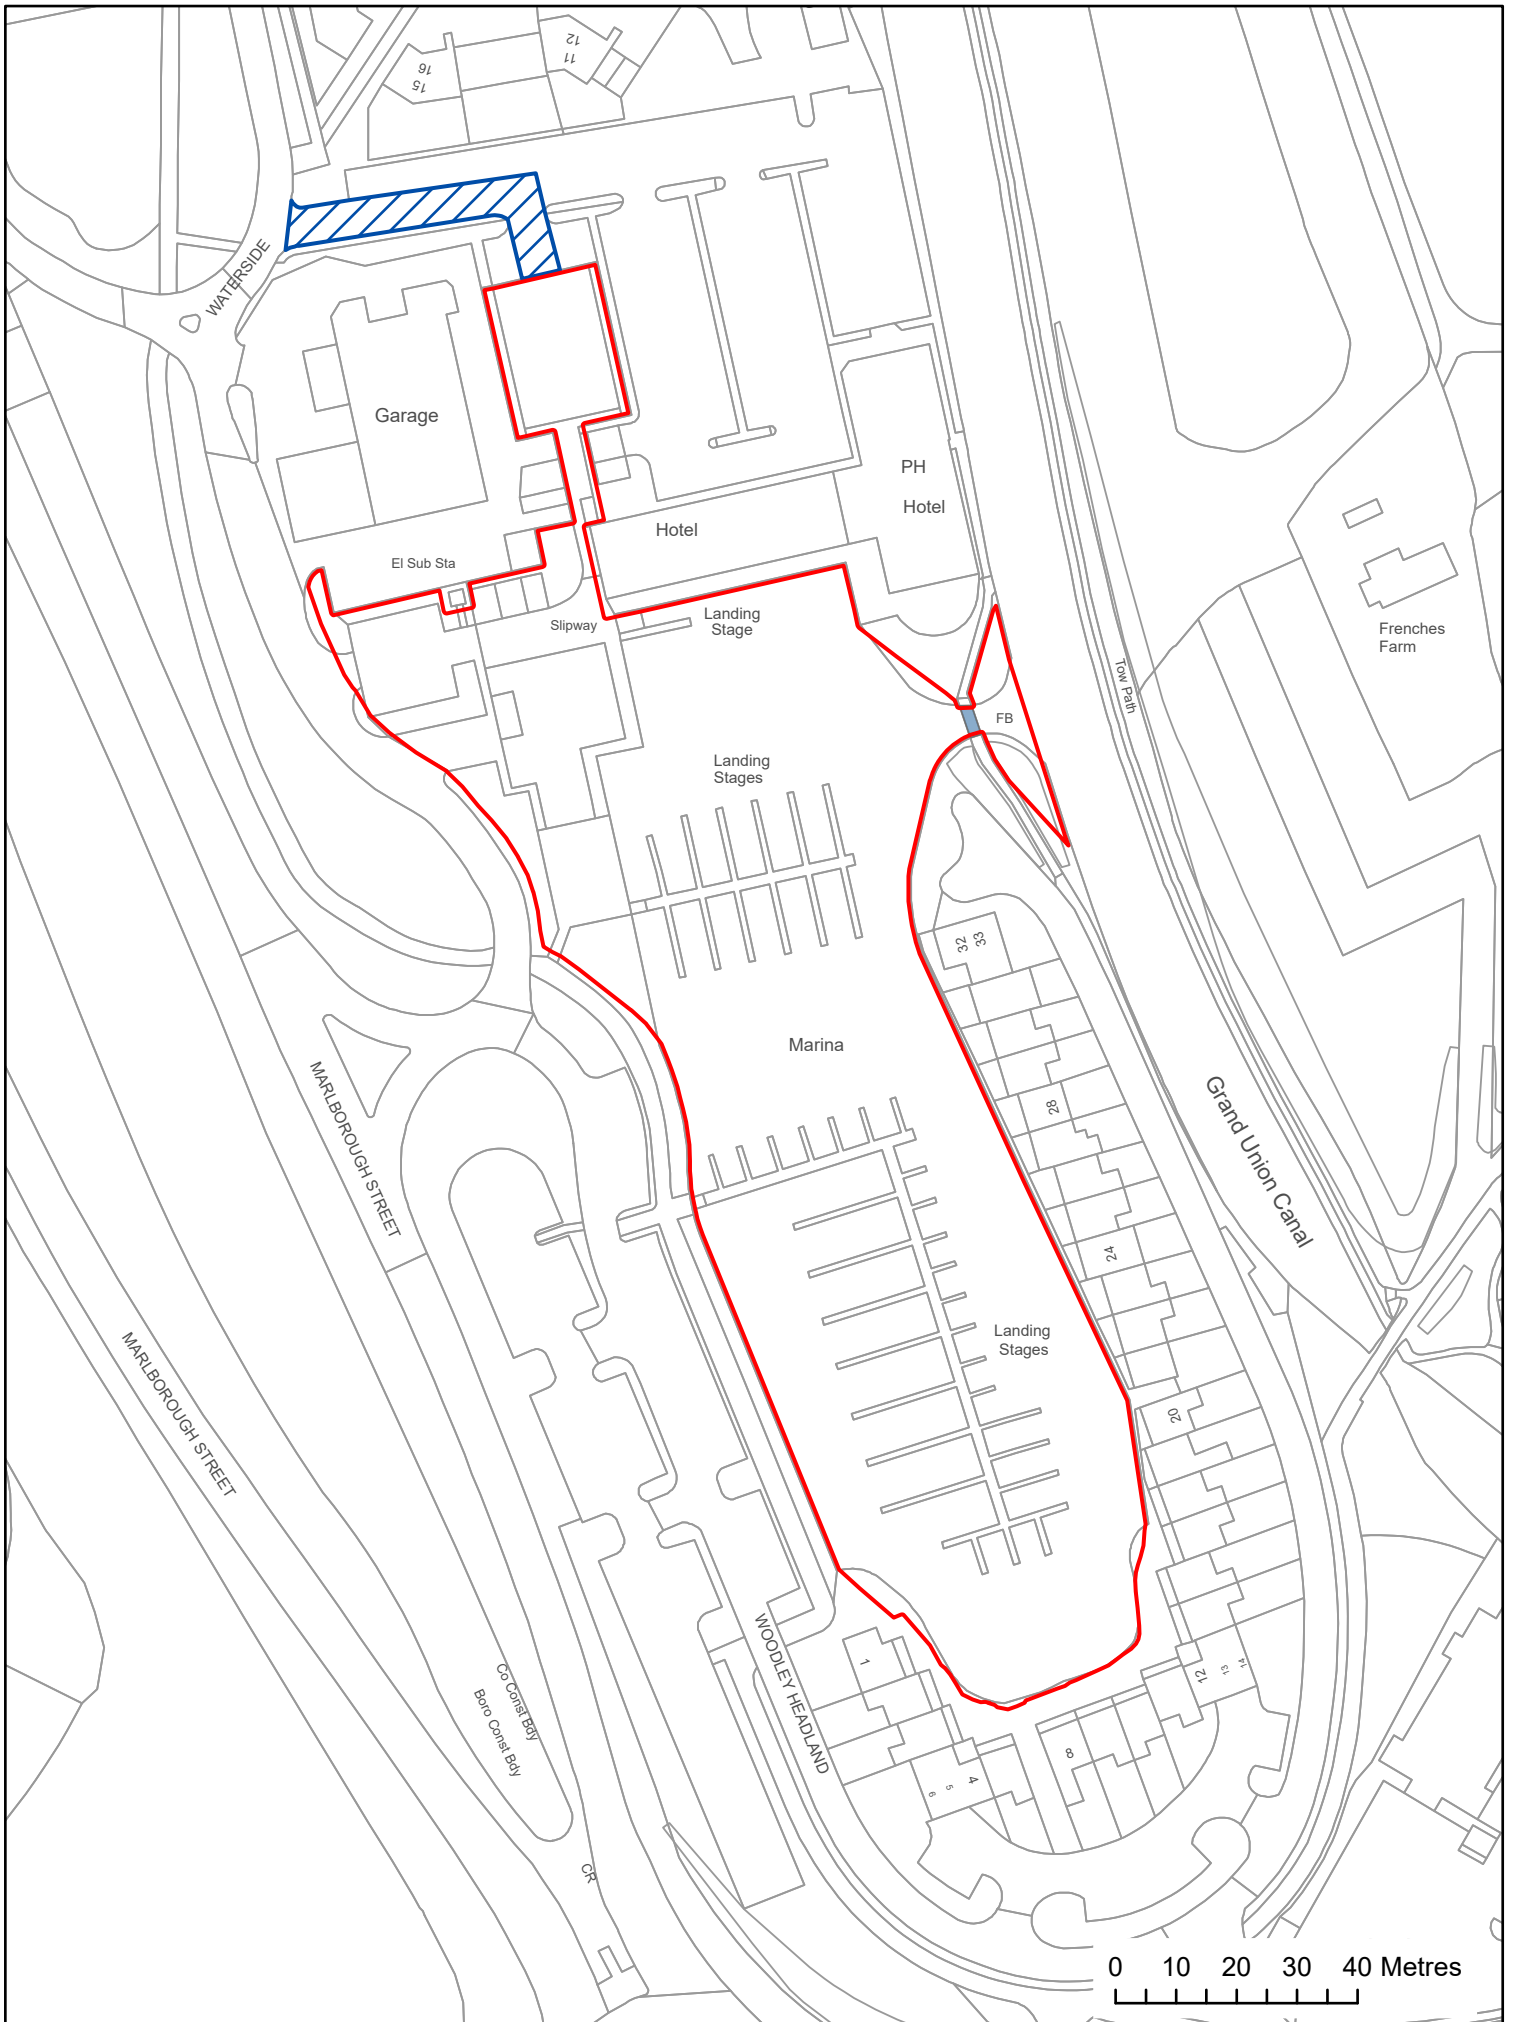 12
11
16
15
WATERSIDE
Garage
PH
Hotel
Hotel
El Sub Sta
Landing
Stage
Slipway
Frenches
Farm
Tow Path
FB
Landing
Stages
32
33
Marina
MARLBOROUGH STREET
28
Grand Union Canal
24
Landing
Stages
MARLBOROUGH STREET
20
WOODLEY HEADLAND
1
12
13
14
Co Const Bdy
Boro Const Bdy
8
4
5
6
CR
0 10 20 30 40 Metres